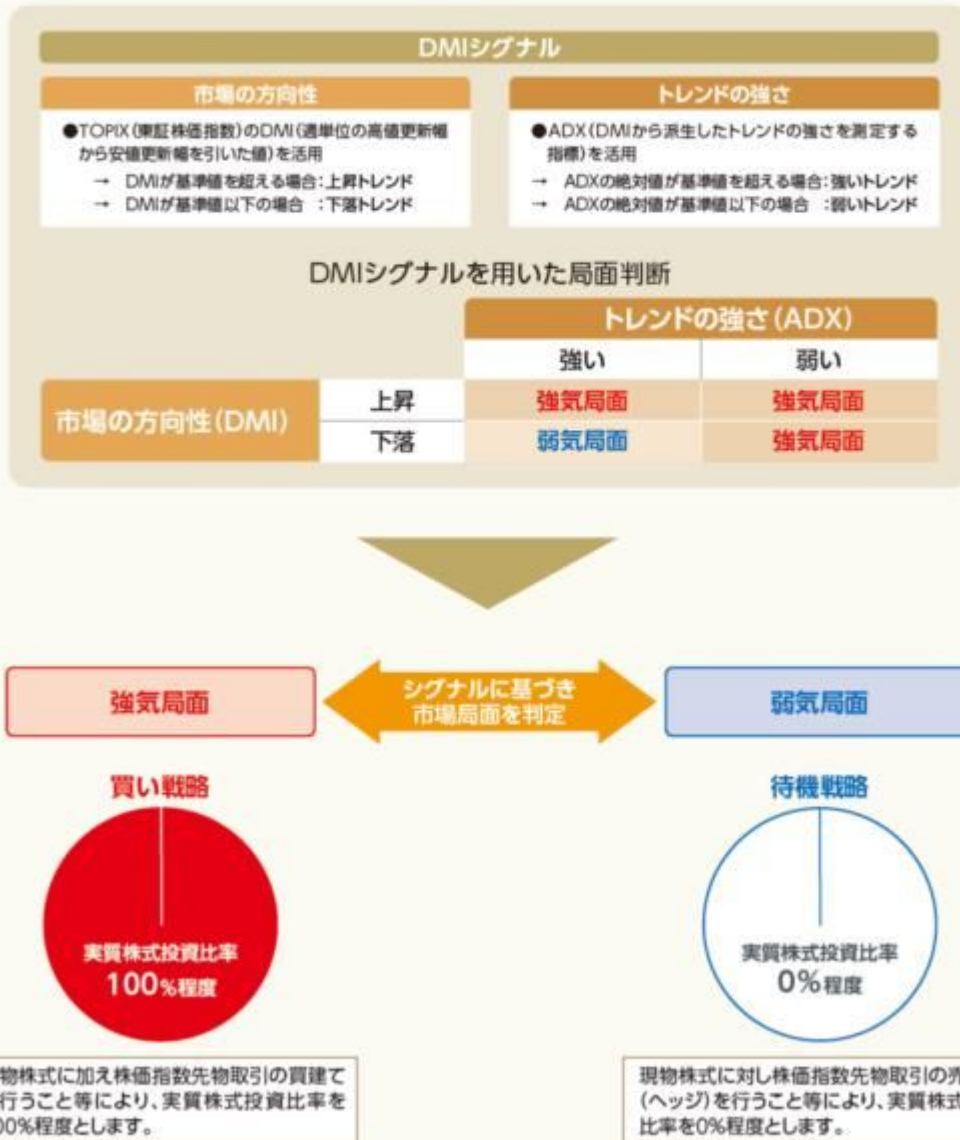 DMIシグナル
市場の方向性
●TOPIX(東証株価指数)のDMI(週単位の高値更新幅
から安値更新幅を引いた値)を活用
→ DMIが基準値を超える場合:上昇トレンド
→ DMIが基準値以下の場合 :下落トレンド
トレンドの強さ
●ADX(DMIから派生したトレンドの強さを測定する
指標)を活用
→ ADXの絶対値が基準値を超える場合:強いトレンド
→ ADXの絶対値が基準値以下の場合 :弱いトレンド
DMIシグナルを用いた局面判断
トレンドの強さ(ADX)
強い 弱い
市場の方向性(DMI)
上昇 強気局面 強気局面
下落 弱気局面 強気局面
強気局面
シグナルに基づき
市場局面を判定
弱気局面
買い戦略
実質株式投資比率
100%程度
待機戦略
実質株式投資比率
0%程度
物株式に加え株価指数先物取引の買建て
行うこと等により、実質株式投資比率を
00%程度とします。
現物株式に対し株価指数先物取引の売
(ヘッジ)を行うこと等により、実質株式
比率を0%程度とします。